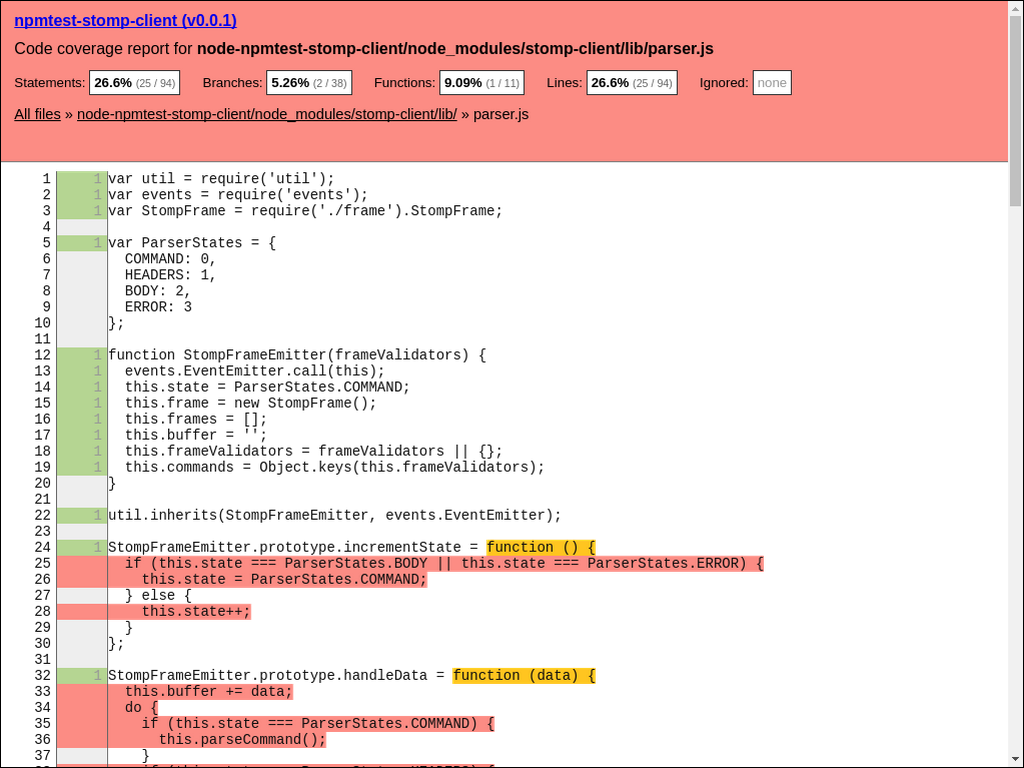 npmtest-stomp-client (v0.0.1)
Code coverage report for node-npmtest-stomp-client/node_modules/stomp-client/lib/parser.js
Statements: 26.6% (25 / 94) Branches: 5.26% (2 / 38) Functions: 9.09% (1 / 11) Lines: 26.6% (25 / 94) Ignored: none
All files » node-npmtest-stomp-client/node_modules/stomp-client/lib/ » parser.js
1 1 var util = require('util');
2 1 var events = require('events');
3 1 var StompFrame = require('./frame').StompFrame;
4
5 1 var ParserStates = {
6 COMMAND: 0,
7 HEADERS: 1,
8 BODY: 2,
9 ERROR: 3
10 };
11
12 1 function StompFrameEmitter(frameValidators) {
13 1 events.EventEmitter.call(this);
14 1 this.state = ParserStates.COMMAND;
15 1 this.frame = new StompFrame();
16 1 this.frames = [];
17 1 this.buffer = '';
18 1 this.frameValidators = frameValidators || {};
19 1 this.commands = Object.keys(this.frameValidators);
20 }
21
22 1 util.inherits(StompFrameEmitter, events.EventEmitter);
23
24 1 StompFrameEmitter.prototype.incrementState = function () {
25 if (this.state === ParserStates.BODY || this.state === ParserStates.ERROR) {
26 this.state = ParserStates.COMMAND;
27 } else {
28 this.state++;
29 }
30 };
31
32 1 StompFrameEmitter.prototype.handleData = function (data) {
33 this.buffer += data;
34 do {
35 if (this.state === ParserStates.COMMAND) {
36 this.parseCommand();
37 }